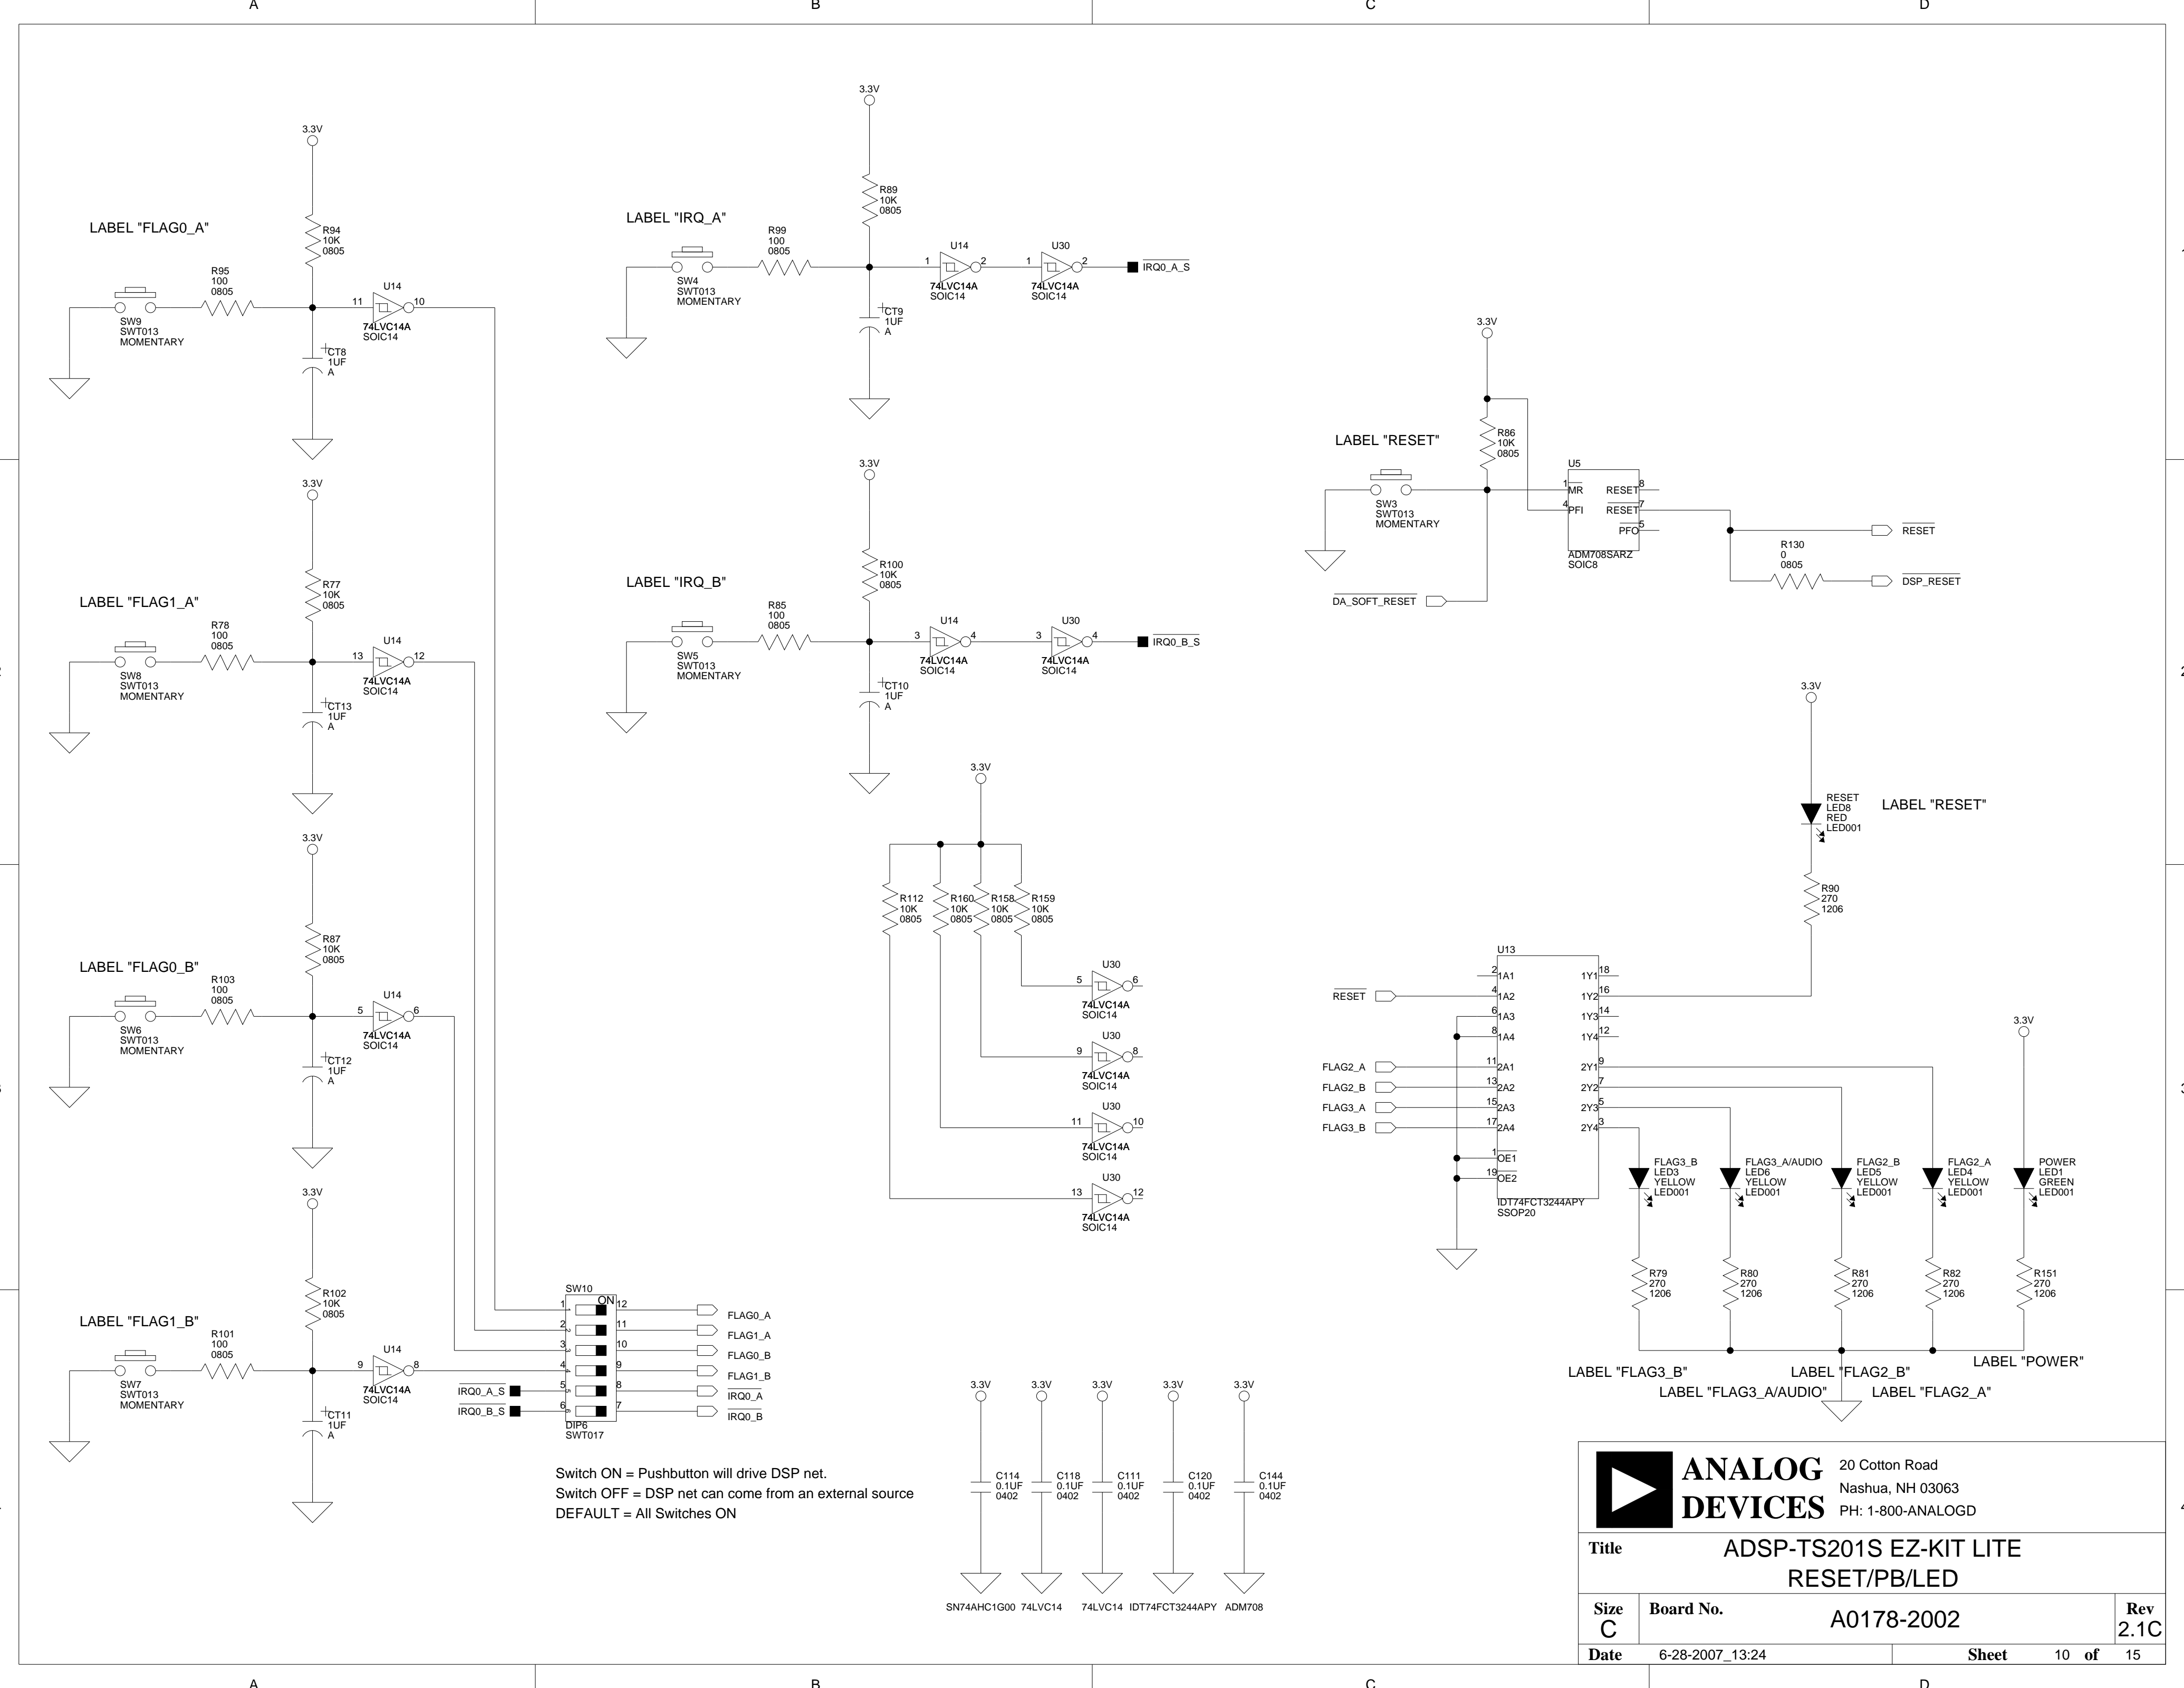 A
B
C
D
3.3V
R94
10K
0805
LABEL "FLAG0_A"
R95
100
0805
SW9
SWT013
MOMENTARY
11
U14
10
74LVC14A
SOIC14
CT8
1UF
A
3.3V
R77
10K
0805
LABEL "FLAG1_A"
R78
100
0805
SW8
SWT013
MOMENTARY
13
U14
12
74LVC14A
SOIC14
CT13
1UF
A
3.3V
R87
10K
0805
LABEL "FLAG0_B"
R103
100
0805
SW6
SWT013
MOMENTARY
5
U14
6
74LVC14A
SOIC14
CT12
1UF
A
3.3V
R102
10K
0805
LABEL "FLAG1_B"
R101
100
0805
SW7
SWT013
MOMENTARY
9
U14
8
74LVC14A
SOIC14
CT11
1UF
A
3.3V
R89
10K
0805
LABEL "IRQ_A"
R99
100
0805
SW4
SWT013
MOMENTARY
1
U14
2
74LVC14A
SOIC14
1
U30
2
74LVC14A
SOIC14
IRQ0_A_S
CT9
1UF
A
3.3V
R100
10K
0805
LABEL "IRQ_B"
R85
100
0805
SW5
SWT013
MOMENTARY
3
U14
4
74LVC14A
SOIC14
3
U30
4
74LVC14A
SOIC14
IRQ0_B_S
CT10
1UF
A
3.3V
R112
10K
0805
R160
10K
0805
R158
10K
0805
R159
10K
0805
U30
5
6
74LVC14A
SOIC14
U30
9
8
74LVC14A
SOIC14
U30
11
10
74LVC14A
SOIC14
U30
13
12
74LVC14A
SOIC14
SW10
ON
1
12
FLAG0_A
2
11
FLAG1_A
3
10
FLAG0_B
4
9
FLAG1_B
IRQ0_A_S
5
8
IRQ0_A
IRQ0_B_S
6
7
IRQ0_B
DIP6
SWT017
Switch ON = Pushbutton will drive DSP net.
Switch OFF = DSP net can come from an external source
DEFAULT = All Switches ON
3.3V
3.3V
3.3V
3.3V
3.3V
C114
0.1UF
0402
C118
0.1UF
0402
C111
0.1UF
0402
C120
0.1UF
0402
C144
0.1UF
0402
SN74AHC1G00
74LVC14
74LVC14
IDT74FCT3244APY
ADM708
3.3V
R86
10K
0805
LABEL "RESET"
SW3
SWT013
MOMENTARY
DA_SOFT_RESET
U5
1
MR
4
PFI
RESET
8
RESET
7
PFO
5
ADM708SARZ
SOIC8
RESET
R130
0
0805
DSP_RESET
3.3V
RESET
LED8
RED
LED001
LABEL "RESET"
R90
270
1206
U13
2
1A1
1Y1
18
RESET
4
1A2
1Y2
16
6
1A3
1Y3
14
8
1A4
1Y4
12
FLAG2_A
11
2A1
2Y1
9
FLAG2_B
13
2A2
2Y2
7
FLAG3_A
15
2A3
2Y3
5
FLAG3_B
17
2A4
2Y4
3
1
OE1
19
OE2
IDT74FCT3244APY
SSOP20
3.3V
FLAG3_B
LED3
YELLOW
LED001
FLAG3_A/AUDIO
LED6
YELLOW
LED001
FLAG2_B
LED5
YELLOW
LED001
FLAG2_A
LED4
YELLOW
LED001
POWER
LED1
GREEN
LED001
R79
270
1206
R80
270
1206
R81
270
1206
R82
270
1206
R151
270
1206
LABEL "FLAG3_B"
LABEL "FLAG2_B"
LABEL "POWER"
LABEL "FLAG3_A/AUDIO"
LABEL "FLAG2_A"
ANALOG
DEVICES
20 Cotton Road
Nashua, NH 03063
PH: 1-800-ANALOGD
Title
ADSP-TS201S EZ-KIT LITE
RESET/PB/LED
Size
C
Board No.
A0178-2002
Rev
2.1C
Date
6-28-2007_13:24
Sheet
10 of 15
2
3
4
A
B
C
D